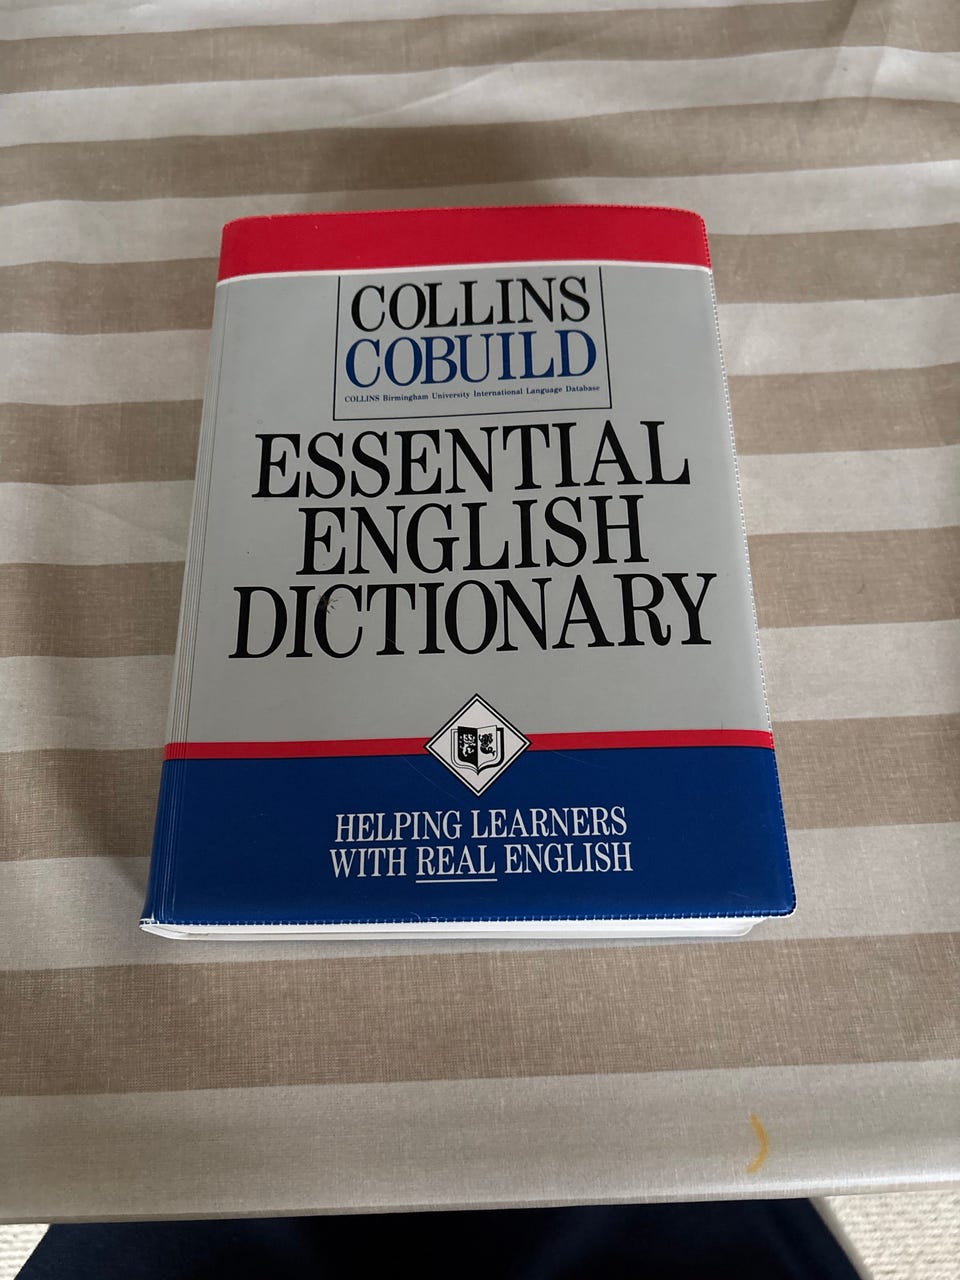 COLLINS
COBUILD
COLLINS Birmingham University International Language Database
ESSENTIAL
ENGLISH
DICTIONARY
HELPING LEARNERS
WITH REAL ENGLISH